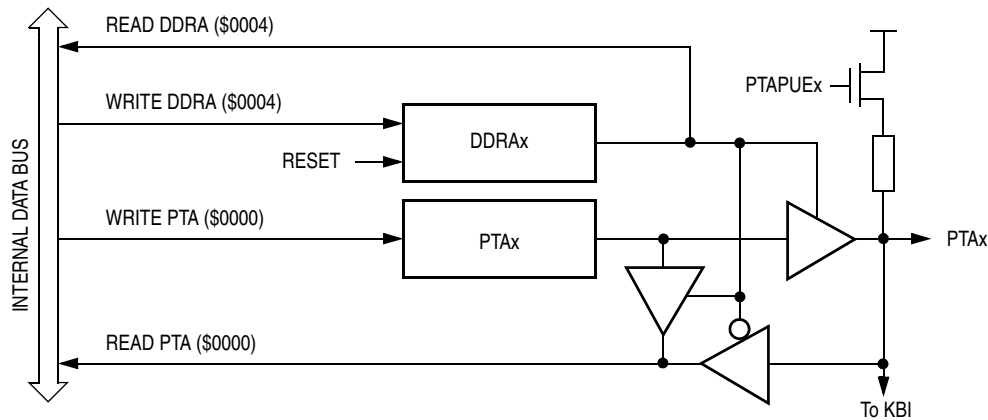 READ DDRA ($0004)
WRITE DDRA ($0004)
PTAPUEx
DDRAx
RESET
INTERNAL DATA BUS
WRITE PTA ($0000)
PTAx
PTAx
READ PTA ($0000)
To KBI